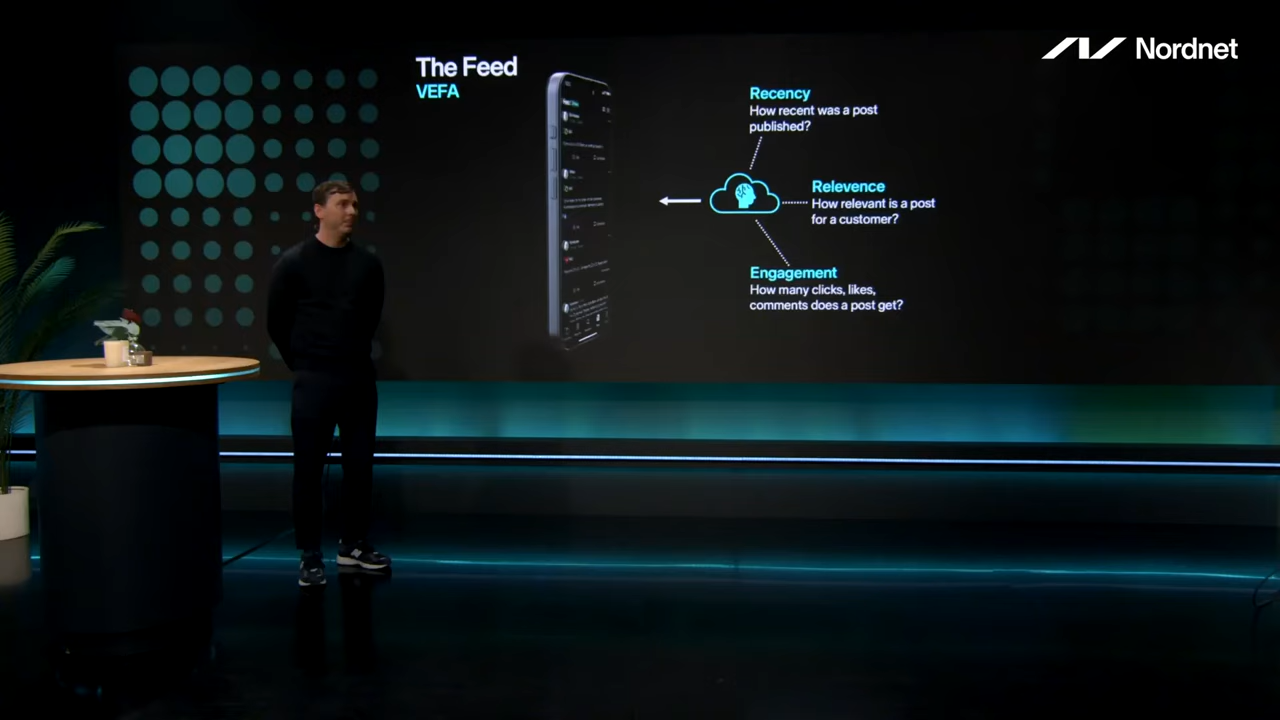 Nordnet
The Feed
VEFA
Recency
How recent was a post
published?
Relevence
How relevant is a post
for a customer?
Engagement
How many clicks, likes,
comments does a post get?